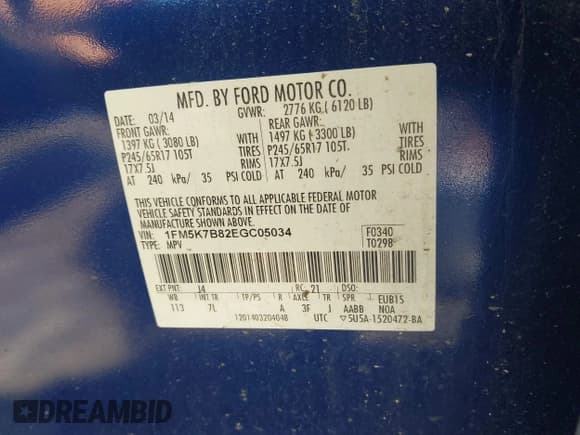 MFD. BY FORD MOTOR CO.
DATE: 03/14 GVWR: 2776 KG.( 6120 LB)
FRONT GAWR: REAR GAWR:
1397 KG ( 3080 LB) 1497 KG ( 3300 LB)
P245/65R17 105T TIRES P245/65R17 105T. TIRES
17X7.5J RIMS 17X7.5J RIMS
AT 240 kPa/ 35 PSI COLD AT 240 kPa/ 35 PSI COLD
THIS VEHICLE CONFORMS TO ALL APPLICABLE FEDERAL MOTOR
VEHICLE SAFETY STANDARDS IN EFFECT ON THE DATE OF
MANUFACTURE SHOWN ABOVE.
VIN: 1FM5K7B82EGC05034 F0340
TYPE: MPV T0298
EXT PNT: J4 RC: 21 DSO:
WB INT TR TP/PS R AXLE TR SPR EUB15
113 7L A 3F J AABB NOA
1201403204048 UTC ▽5U5A-1520472-BA
DREAMBID